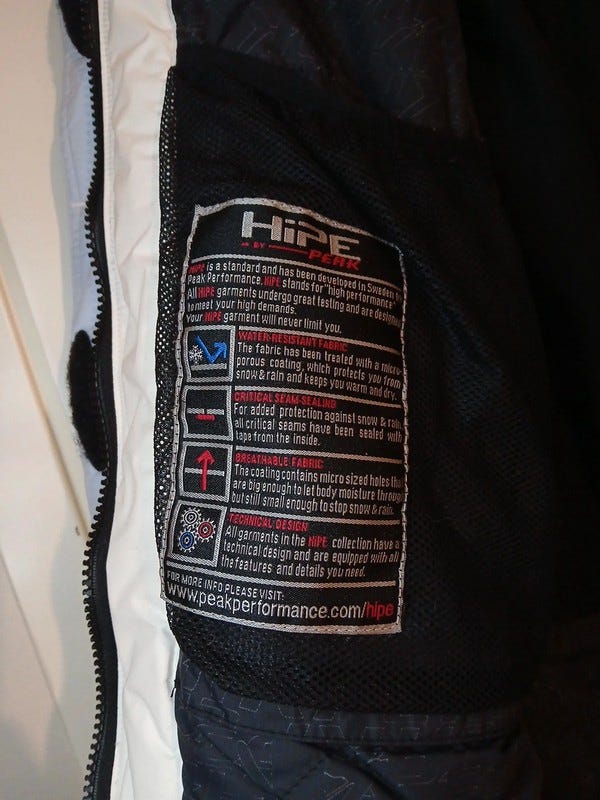 HiPE
BY PEAK
HIPE is a standard and has been developed in Sweden
Peak Performance. HIPE stands for "high performance"
All HIPE garments undergo great testing and are designed
to meet your high demands.
Your HIPE garment will never limit you.
WATER-RESISTANT FABRIC
The fabric has been treated with a micro-
porous coating, which protects you from
snow & rain and keeps you warm and dry.
CRITICAL SEAM-SEALING
For added protection against snow & rain,
all critical seams have been sealed with
tape from the inside.
BREATHABLE FABRIC
The coating contains micro sized holes that
are big enough to let body moisture through
but still small enough to stop snow & rain.
TECHNICAL DESIGN
All garments in the HIPE collection have a
technical design and are equipped with all
the features and details you need.
FOR MORE INFO PLEASE VISIT:
www.peakperformance.com/hipe